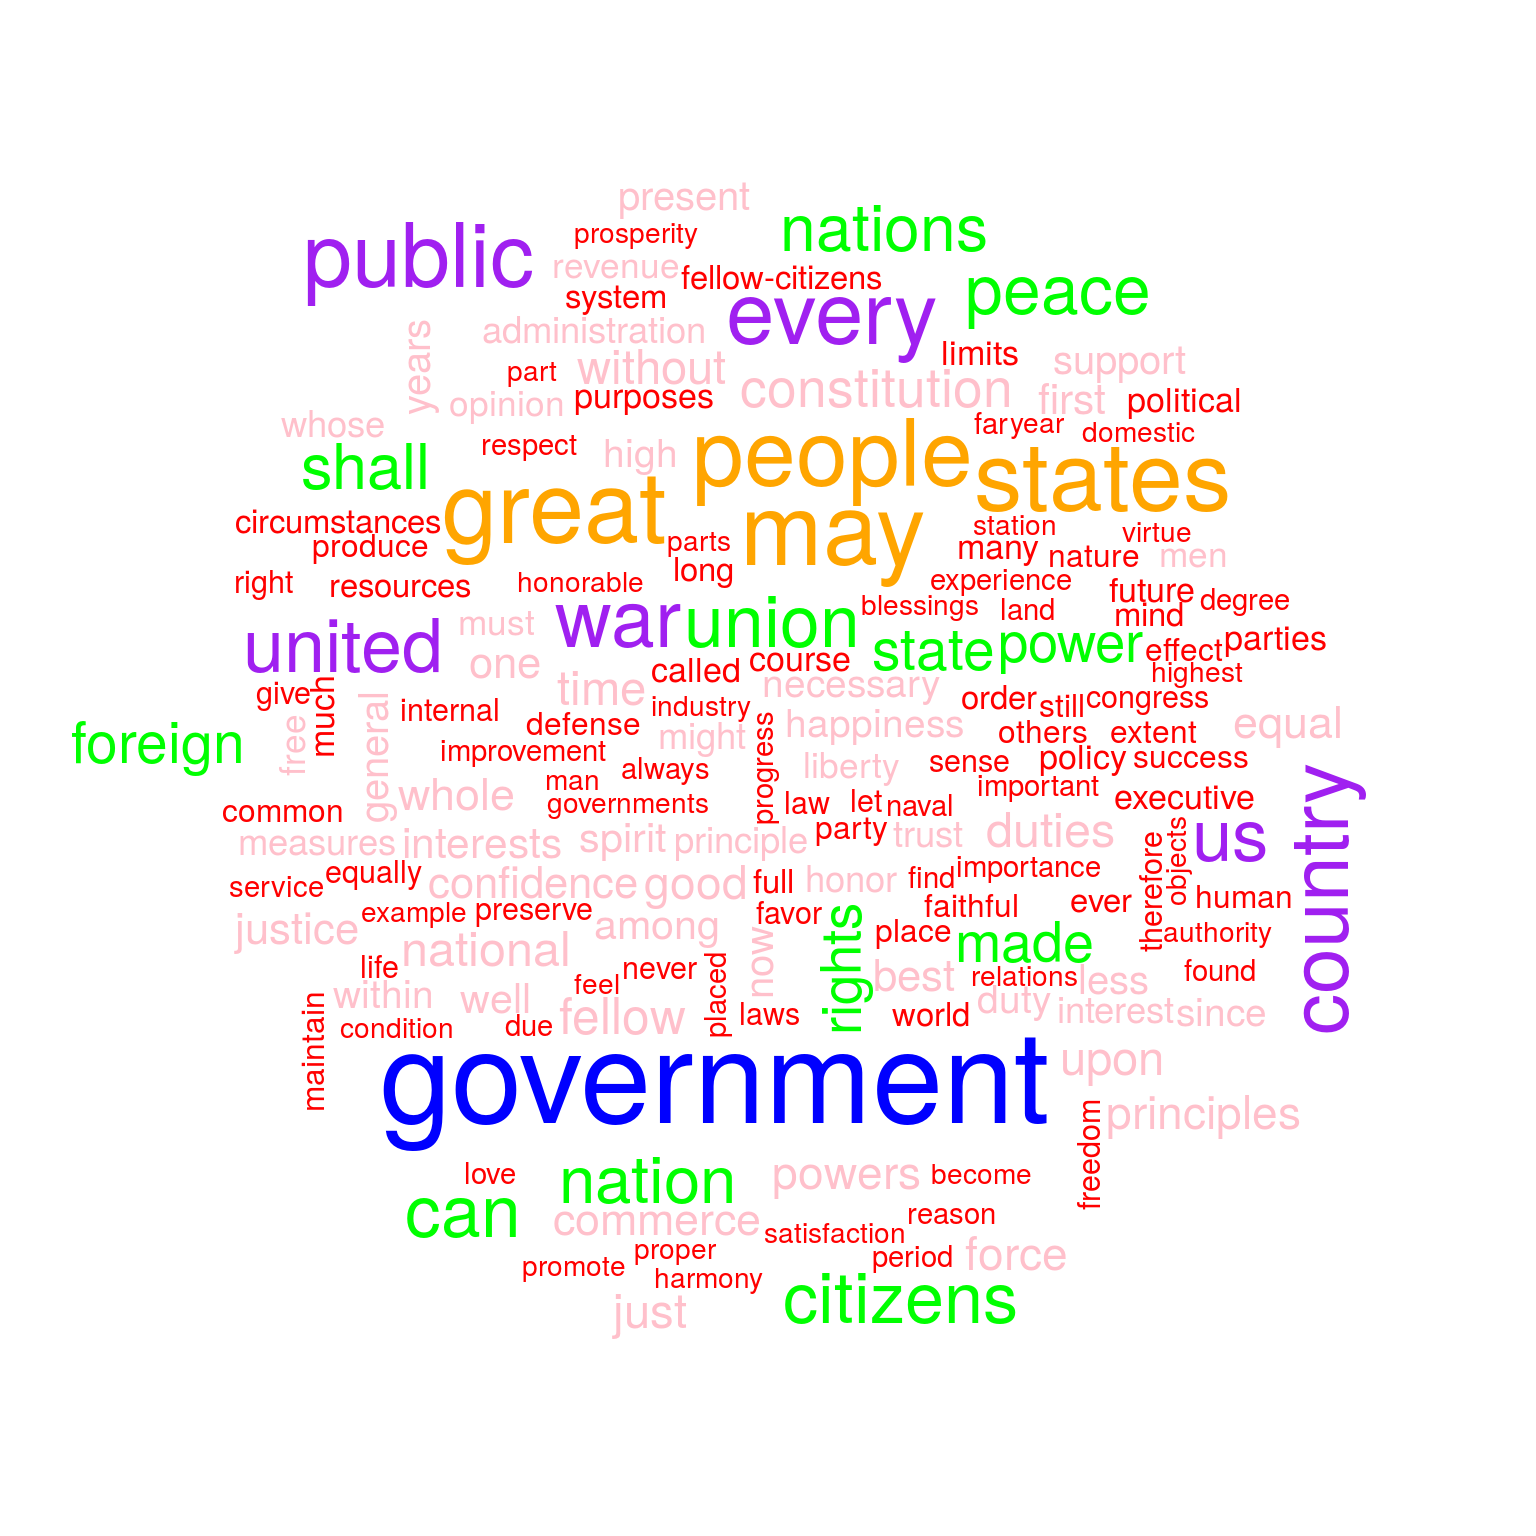 present
nations
prosperity
public
revenue
fellow-citizens
peace
system
every
administration
years
limits
without
support
part
constitution
first
opinion
purposes
political
whose
far
year
domestic
respect
high
people
shall
states
great
circumstances
may
station
virtue
produce
parts
many
nature
men
long
right
resources
honorable
experience
future
degree
blessings
land
mind
war
union
must
united
state
power
effect
parties
one
called
course
highest
time
necessary
give
much
order
still
congress
internal
industry
free
general
defense
might
progress
happiness
others
extent
equal
foreign
improvement
liberty
sense
policy
success
man
always
important
governments
whole
law
let
naval
executive
common
country
party
trust
duties
us
measures
interests
spirit
principle
therefore
objects
equally
importance
service
confidence
good
full
honor
find
human
example
preserve
favor
faithful
ever
justice
among
now
rights
place
made
authority
national
life
never
placed
best
relations
less
found
feel
within
well
maintain
condition
due
fellow
laws
world
duty
interest
since
government
upon
principles
freedom
love
nation
powers
become
can
commerce
reason
satisfaction
proper
period
force
promote
harmony
citizens
just